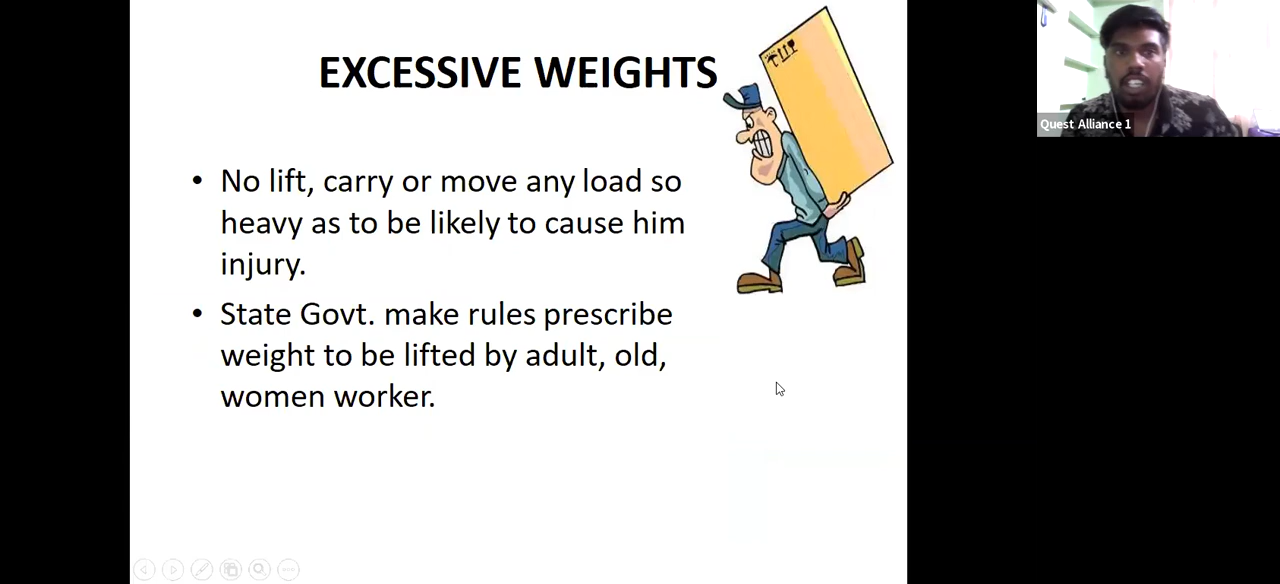 EXCESSIVE WEIGHTS
• No lift, carry or move any load so
heavy as to be likely to cause him
injury.
• State Govt. make rules prescribe
weight to be lifted by adult, old,
women worker.
Quest Alliance 1